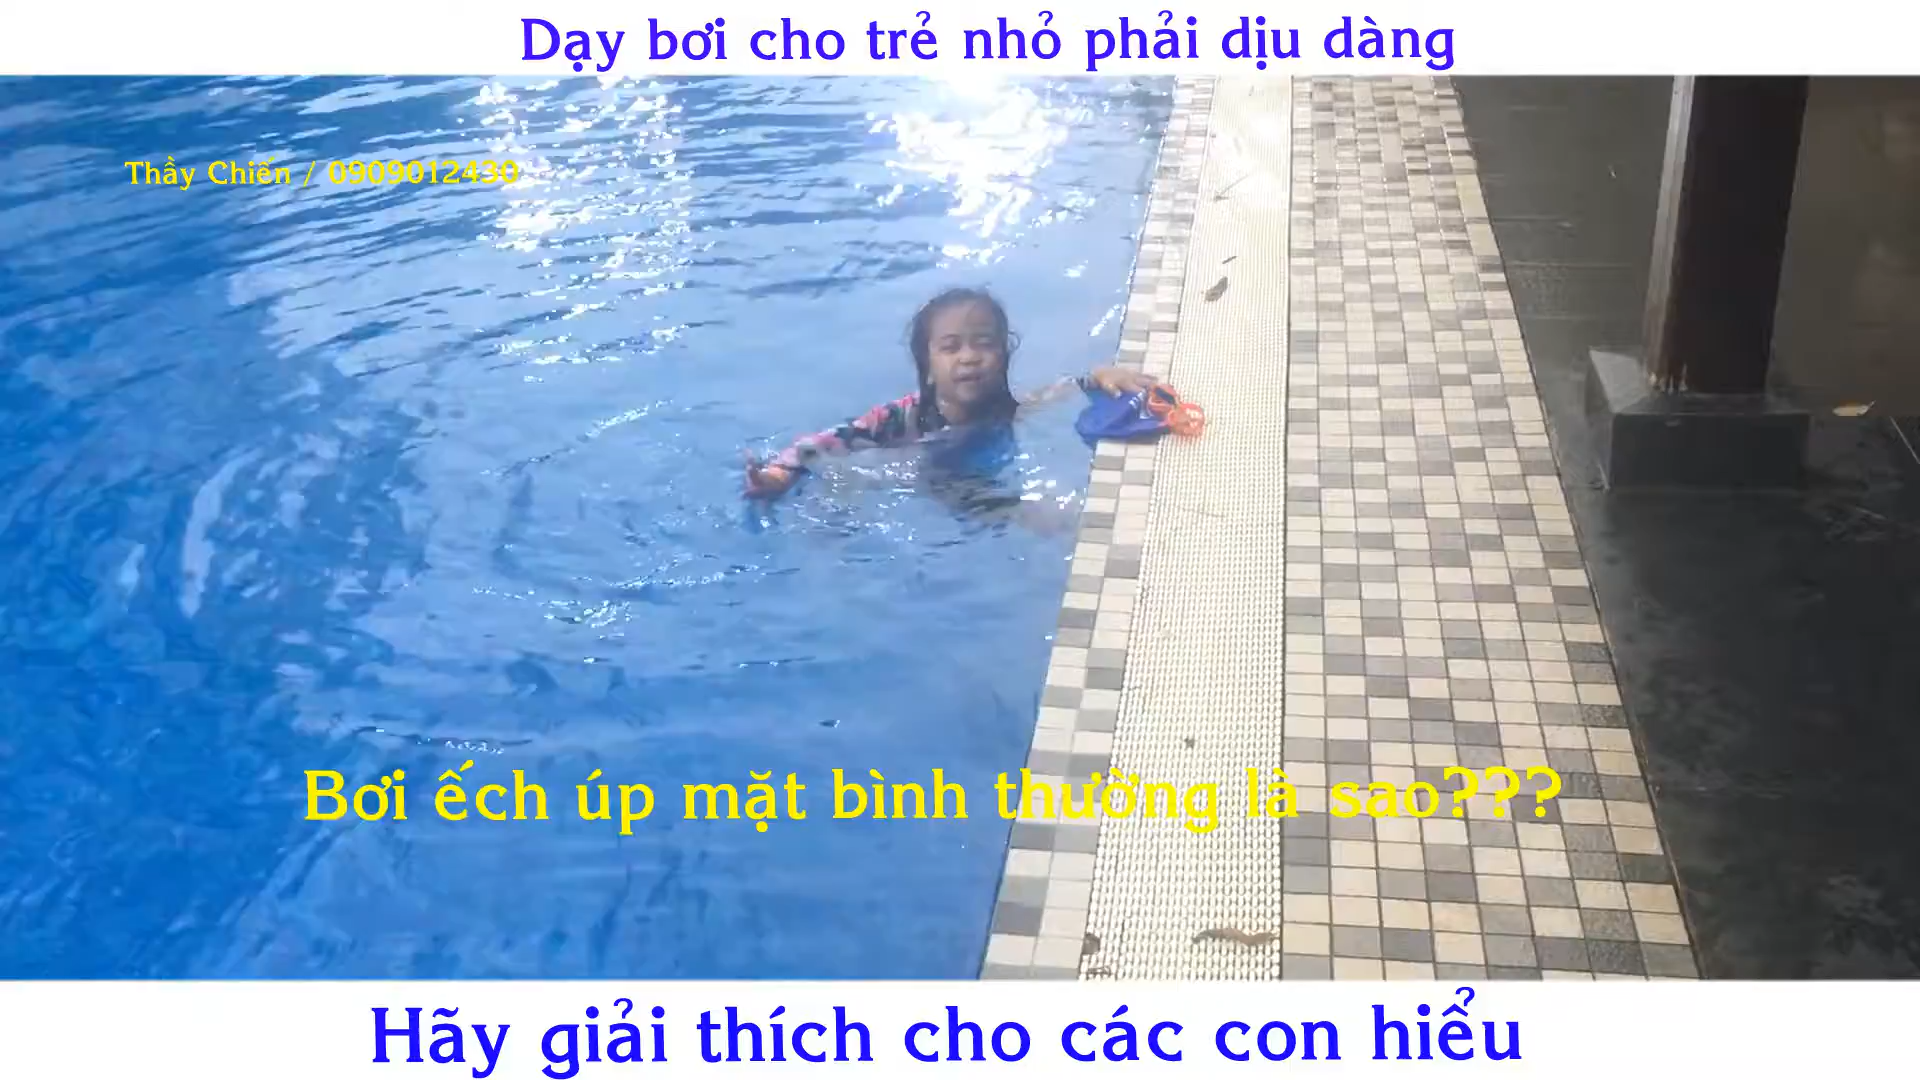 Dạy bơi cho trẻ nhỏ phải dịu dàng
Thầy Chiến / 0909012430
Bơi ếch úp mặt bình thường là sao???
Hãy giải thích cho các con hiểu